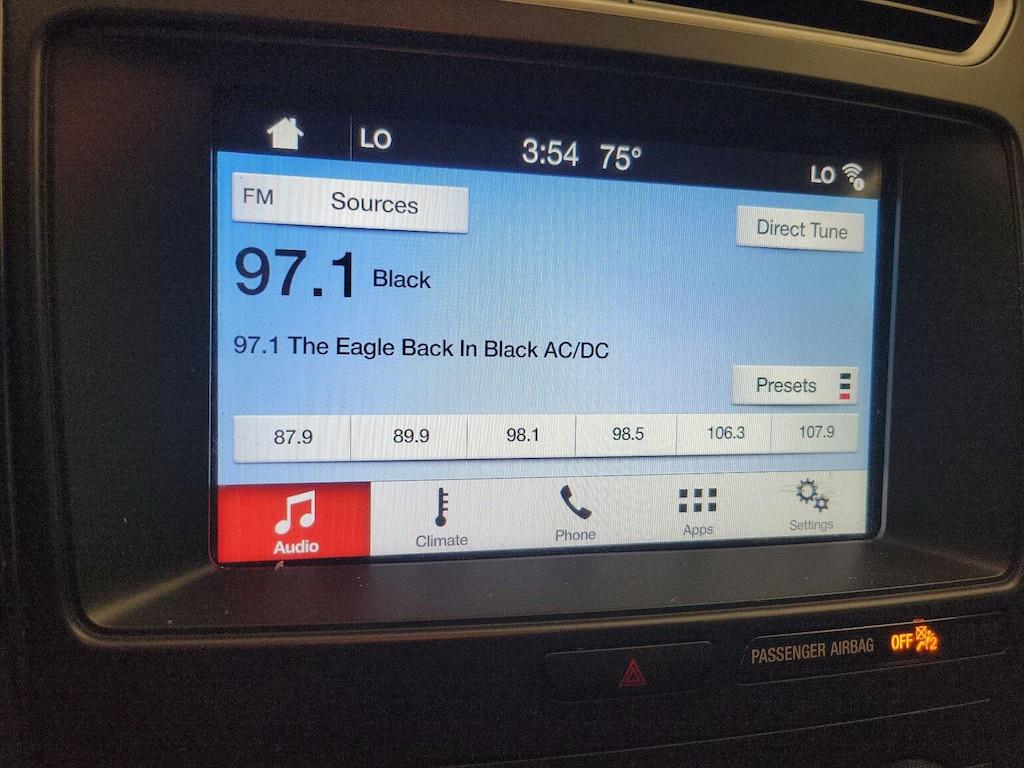 LO 3:54 75° LO
FM Sources
Direct Tune
97.1 Black
97.1 The Eagle Back In Black AC/DC
Presets
87.9 89.9 98.1 98.5 106.3 107.9
Audio Climate Phone Apps Settings
PASSENGER AIRBAG OFF 2